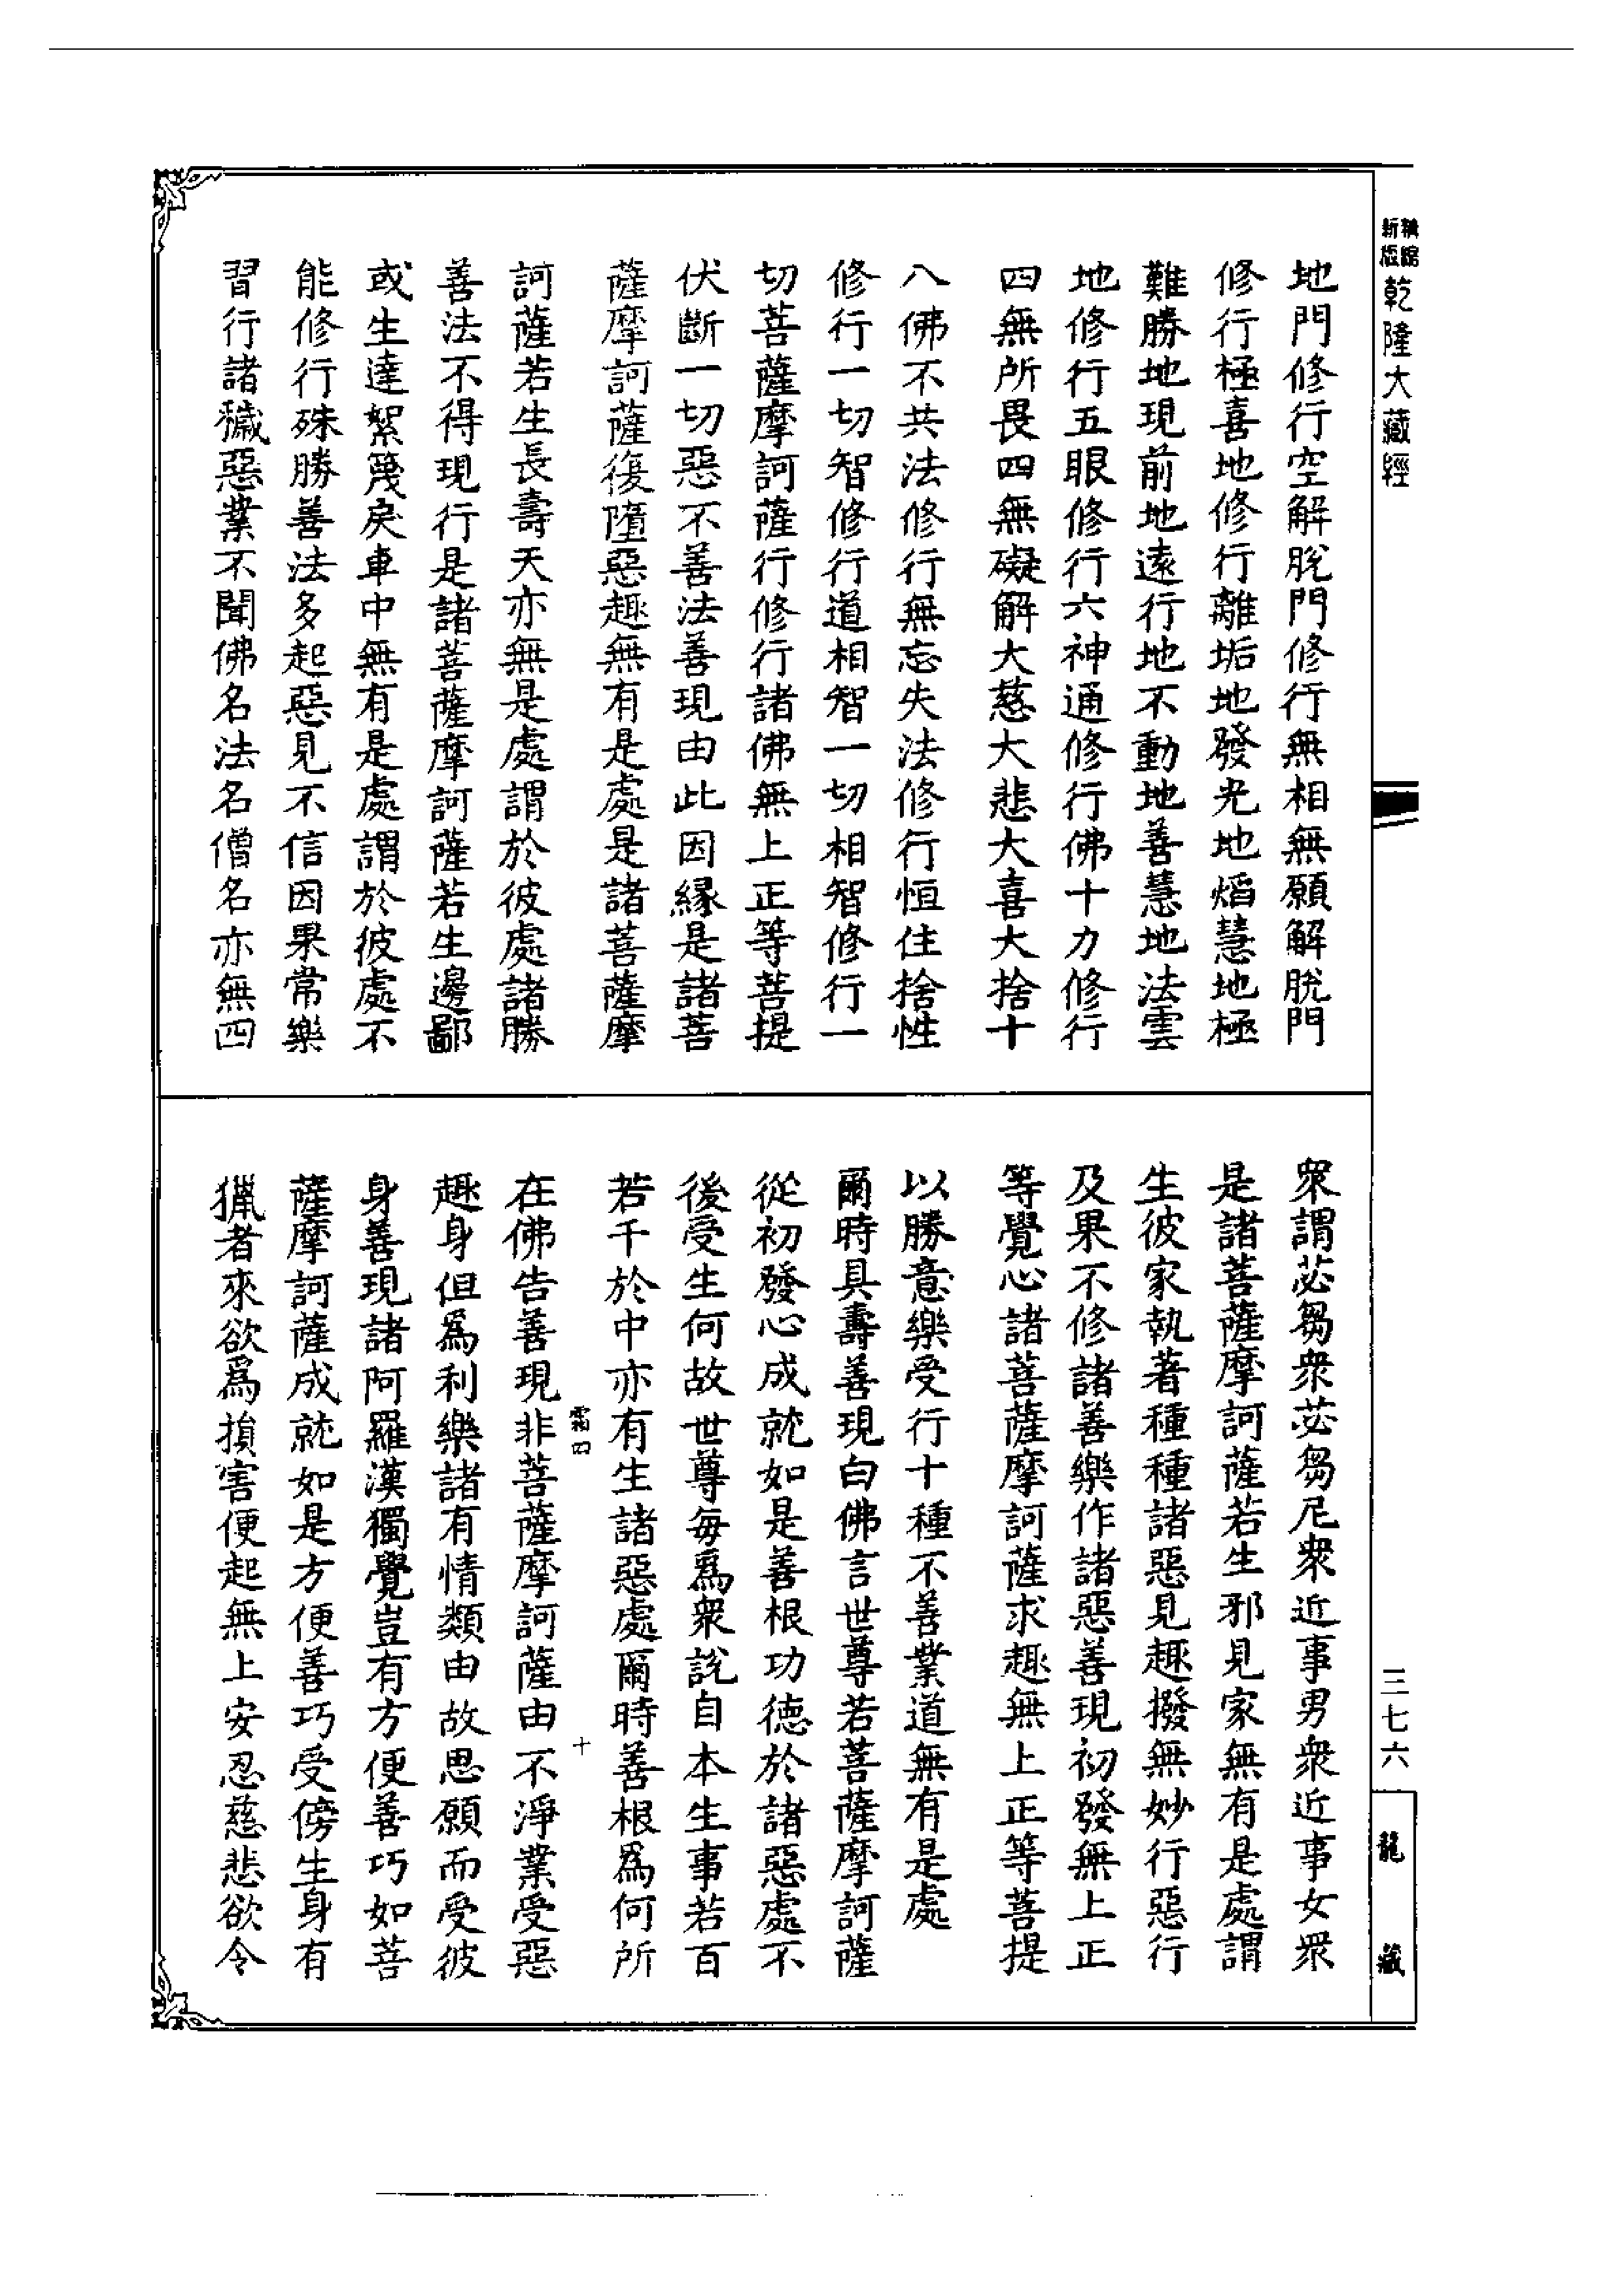 新編縮版
乾隆大藏經
地門修行空解脫門修行無相無願解脫門
修行極喜地修行離垢地發光地熖慧地極
難勝地現前地遠行地不動地善慧地法雲
地修行五眼修行六神通修行佛十力修行
四無所畏四無礙解大慈大悲大喜大捨十
八佛不共法修行無忘失法修行恒住捨性
修行一切智修行道相智一切相智修行一
切菩薩摩訶薩行修行諸佛無上正等菩提
伏斷一切惡不善法善現由此因緣是諸菩
薩摩訶薩復墮惡趣無有是處是諸菩薩摩
訶薩若生長壽天亦無是處謂於彼處諸勝
善法不得現行是諸菩薩摩訶薩若生邊鄙
或生達絮篾戾車中無有是處謂於彼處不
能修行殊勝善法多起惡見不信因果常樂
習行諸穢惡業不聞佛名法名僧名亦無四
眾謂苾芻眾苾芻尼眾近事男眾近事女眾
是諸菩薩摩訶薩若生邪見家無有是處謂
生彼家執著種種諸惡見趣撥無妙行惡行
及果不修諸善樂作諸惡善現初發無上正
等覺心諸菩薩摩訶薩求趣無上正等菩提
以勝意樂受行十種不善業道無有是處
爾時具壽善現白佛言世尊若菩薩摩訶薩
從初發心成就如是善根功德於諸惡處不
後受生何故世尊每為眾說自本生事若百
若千於中亦有生諸惡處爾時善根為何所
霜四
十
在佛告善現非菩薩摩訶薩由不淨業受惡
趣身但為利樂諸有情類由故思願而受彼
身善現諸阿羅漢獨覺豈有方便善巧如菩
薩摩訶薩成就如是方便善巧受傍生身有
獵者來欲為損害便起無上安忍慈悲欲令
三七六
龍藏